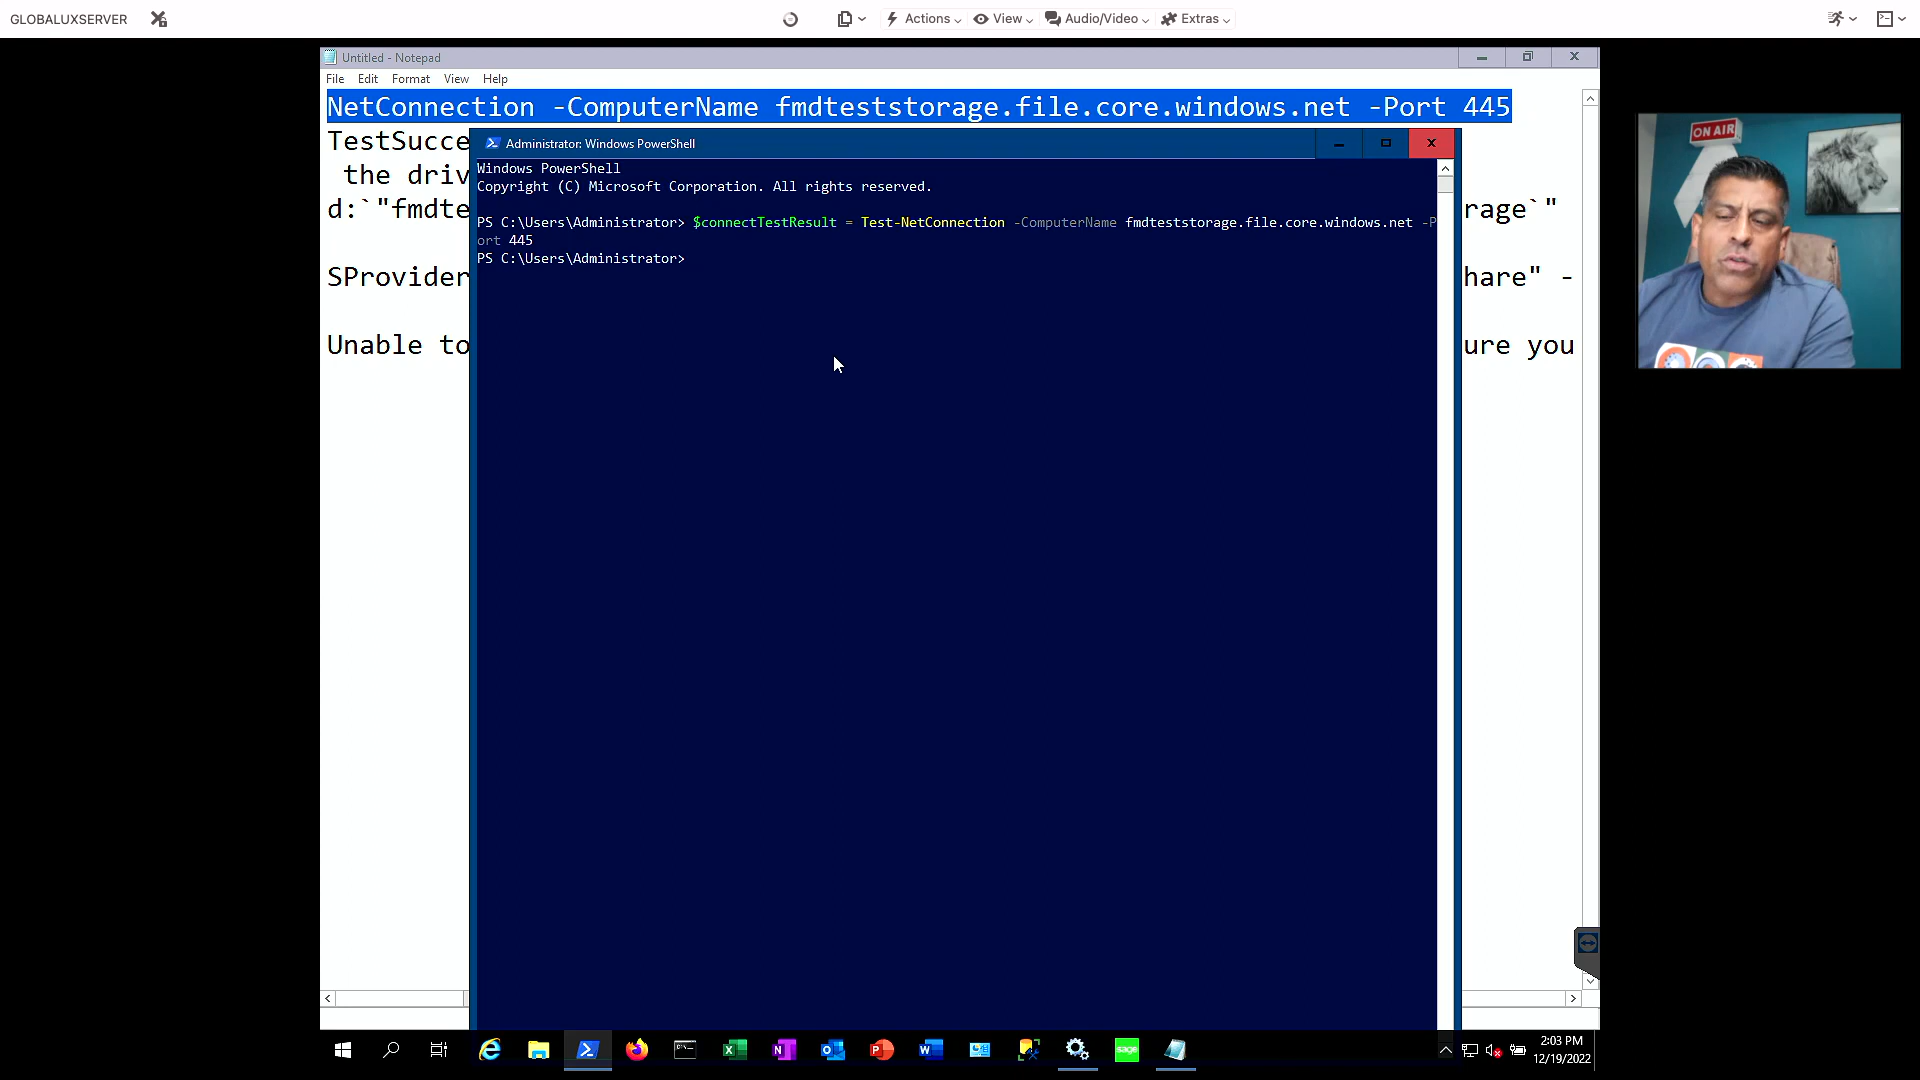 GLOBALUXSERVER
Actions
View
Audio/Video
Extras
Untitled - Notepad
File Edit Format View Help
NetConnection -ComputerName fmdteststorage.file.core.windows.net -Port 445
TestSucce
the driv
d:`"fmdte
rage`"
SProvider
hare" -
Unable to
ure you
Administrator: Windows PowerShell
Windows PowerShell
Copyright (C) Microsoft Corporation. All rights reserved.
PS C:\Users\Administrator> $connectTestResult = Test-NetConnection -ComputerName fmdteststorage.file.core.windows.net -P
ort 445
PS C:\Users\Administrator>
ON AIR
sage
2:03 PM
12/19/2022